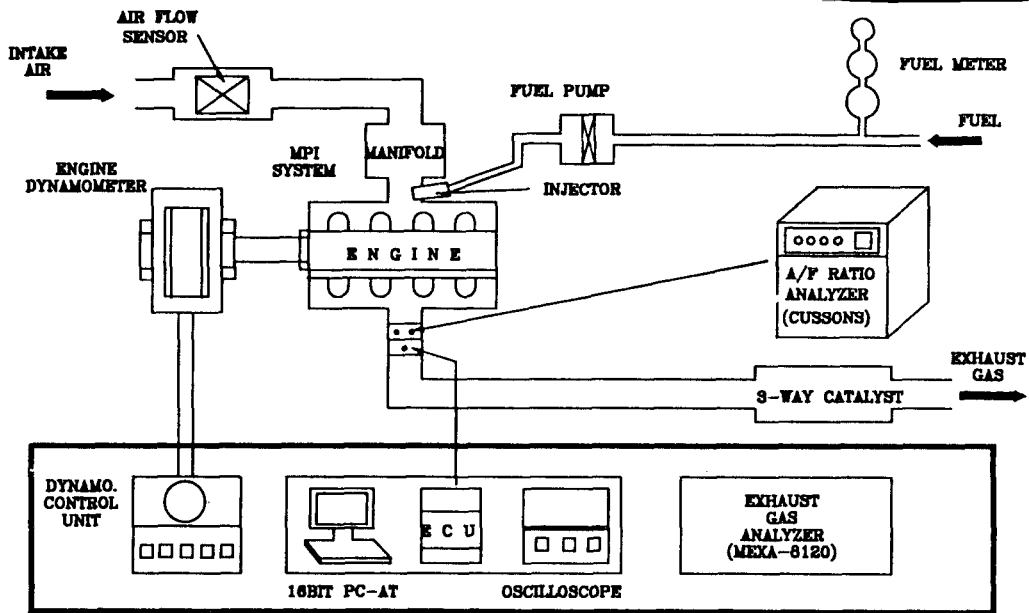 AIR FLOW
SENSOR
INTAKE
AIR
FUEL METER
FUEL PUMP
FUEL
MPI
SYSTEM
MANIFOLD
ENGINE
DYNAMOMETER
INJECTOR
E N G I N E
A/F RATIO
ANALYZER
(CUSSONS)
EXHAUST
GAS
3-WAY CATALYST
DYNAMO.
CONTROL
UNIT
E C U
EXHAUST
GAS
ANALYZER
(MEXA-8120)
16BIT PC-AT
OSCILLOSCOPE